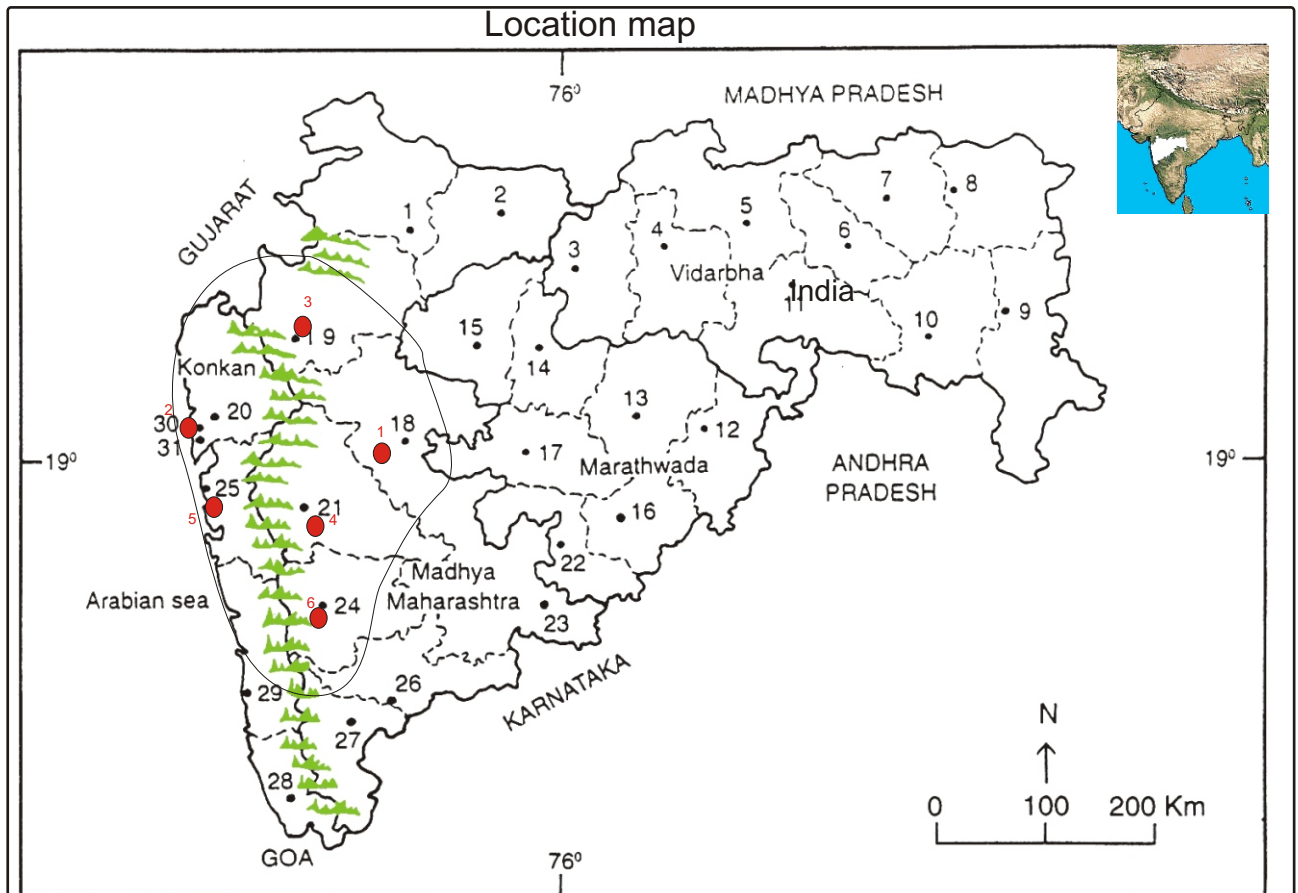 Location map
76⁰
MADHYA PRADESH
GUJARAT
1
2
3
4
5
6
7
8
Vidarbha
India
11
9
10
3
19
15
14
Konkan
13
12
2
30
20
31
1
18
17
Marathwada
19⁰
19⁰
ANDHRA
PRADESH
25
5
21
4
16
22
Madhya
Maharashtra
Arabian sea
6
24
23
KARNATAKA
29
26
27
28
GOA
N
0 100 200 Km
76⁰